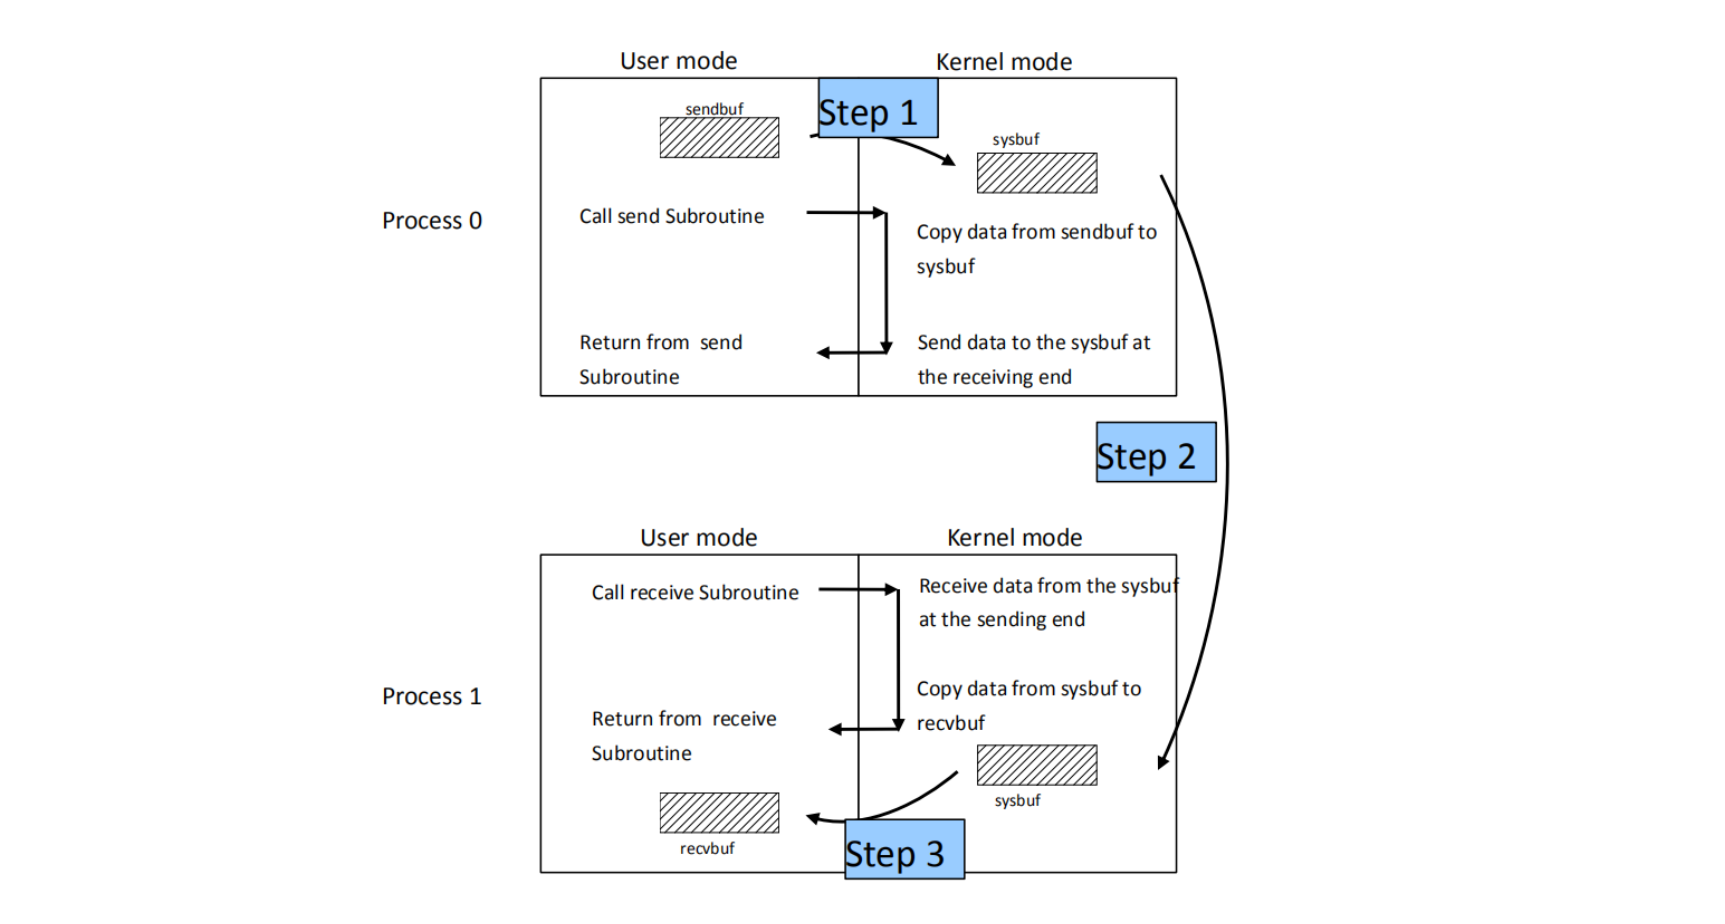 User mode
Kernel mode
sendbuf
Step 1
sysbuf
Process 0
Call send Subroutine
Copy data from sendbuf to
sysbuf
Return from send
Subroutine
Send data to the sysbuf at
the receiving end
Step 2
User mode
Kernel mode
Call receive Subroutine
Receive data from the sysbuf
at the sending end
Process 1
Copy data from sysbuf to
recvbuf
Return from receive
Subroutine
sysbuf
recvbuf
Step 3